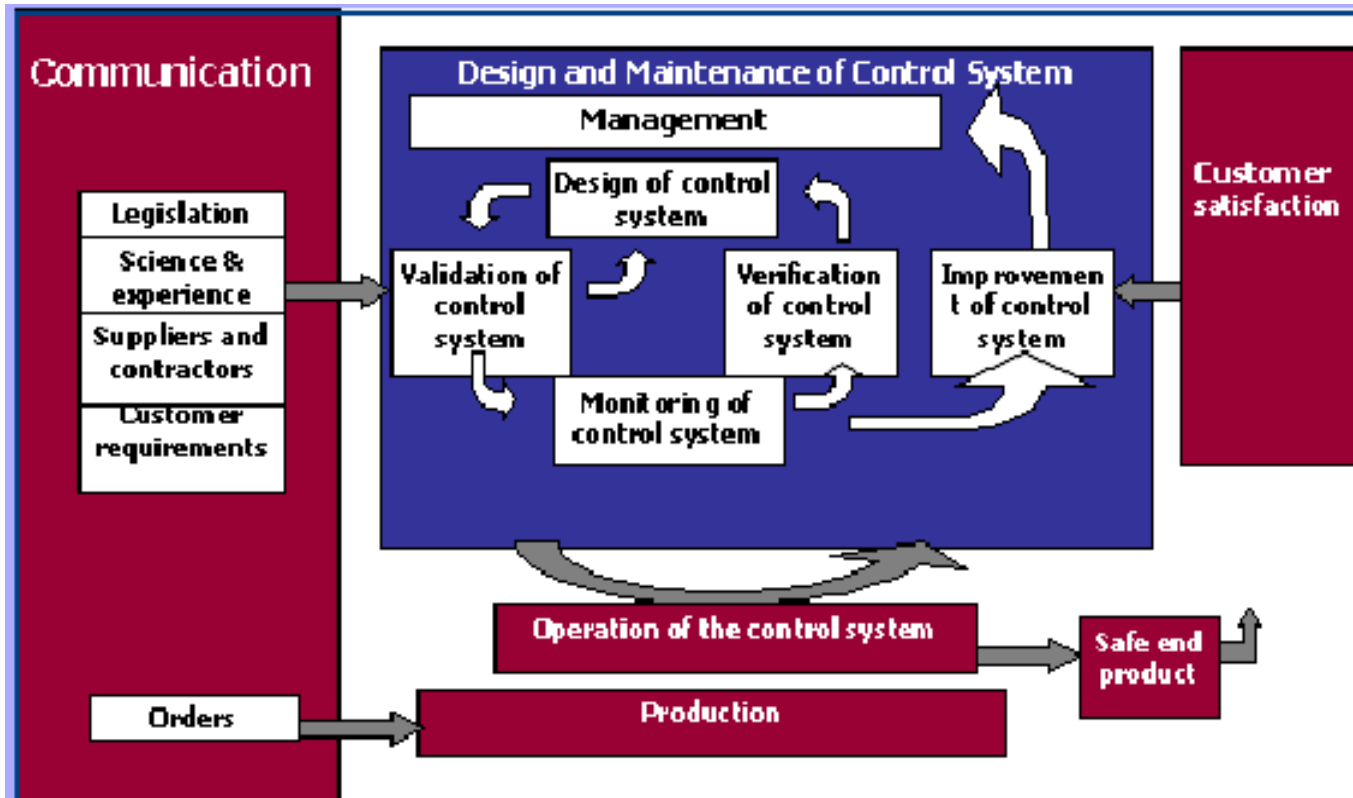 Communication
Legislation
Science &
experience
Suppliers and
contractors
Customer
requirements
Orders
Design and Maintenance of Control System
Management
Design of control
system
Validation of
control
system
Verification
of control
system
Improvemen
t of control
system
Monitoring of
control system
Customer
satisfaction
Operation of the control system
Safe end
product
Production